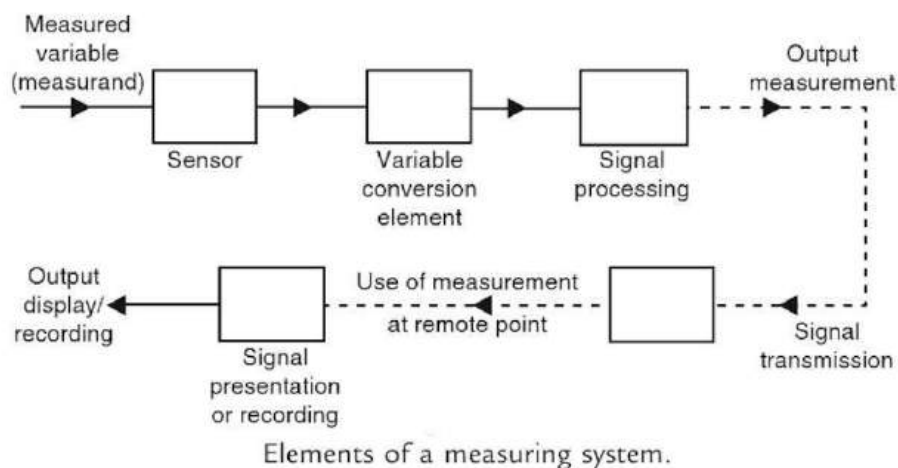 Measured
variable
(measurand)
Sensor
Variable
conversion
element
Signal
processing
Output
measurement
Output
display/
recording
Signal
presentation
or recording
Use of measurement
at remote point
Signal
transmission
Elements of a measuring system.